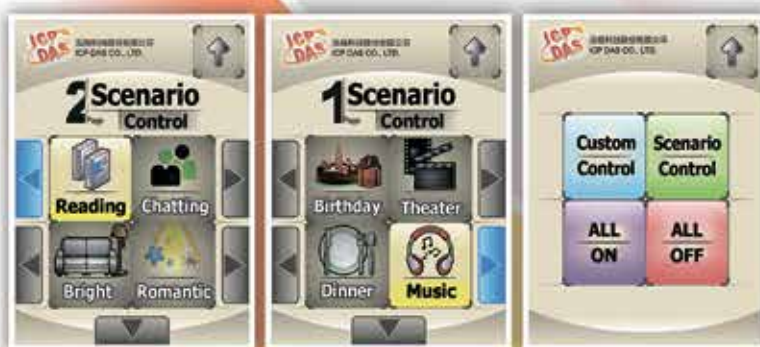 ICP
DAS
ICP DAS CO., LTD.
2 Scenario
Page Control
Reading
Chatting
Bright
Romantic
ICP
DAS
ICP DAS CO., LTD.
1 Scenario
Page Control
Birthday
Theater
Dinner
Music
ICP
DAS
ICP DAS CO., LTD.
Custom
Control
Scenario
Control
ALL
ON
ALL
OFF